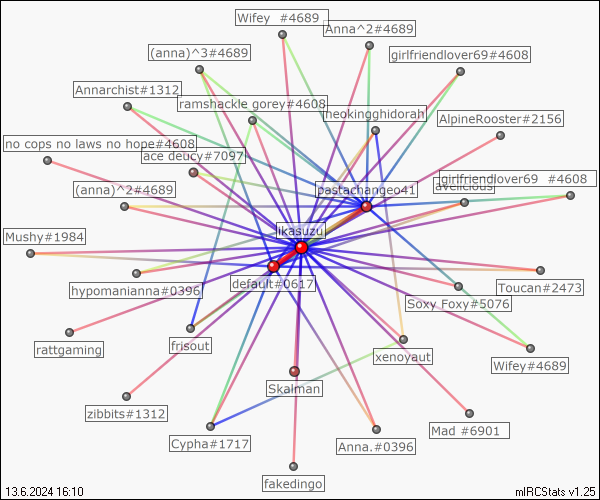 Wifey #4689
Anna^2#4689
(anna)^3#4689
girlfriendlover69#4608
Annarchist#1312
ramshackle gorey#4608
theokingghidorah
AlpineRooster#2156
no cops no laws no hope#4608
ace deucy#7097
girlfriendlover69 #4608
(anna)^2#4689
pastachangeo41
avelicious
Mushy#1984
ikasuzu
hypomanianna#0396
default#0617
Toucan#2473
Soxy Foxy#5076
rattgaming
frisout
xenoyaut
Wifey#4689
Skalman
zibbits#1312
Cypha#1717
Anna.#0396
Mad #6901
fakedingo
13.6.2024 16:10
mIRCStats v1.25